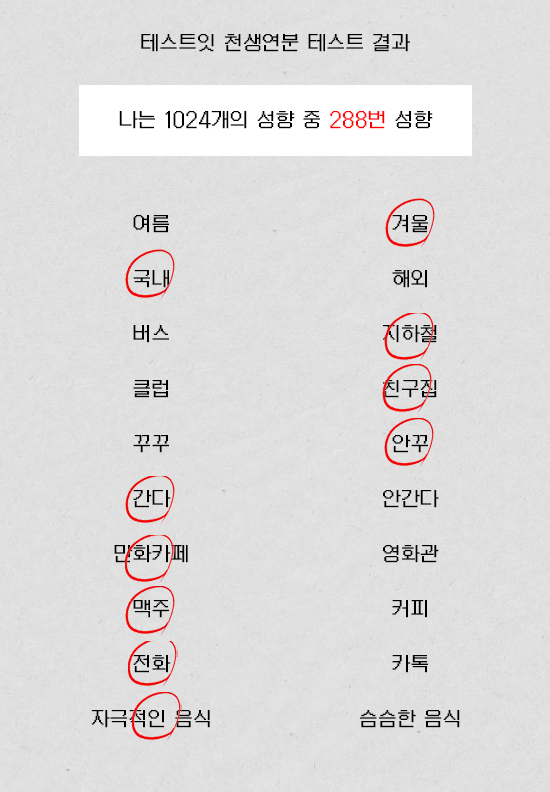 테스트잇 천생연분 테스트 결과
나는 1024개의 성향 중 288번 성향
여름 겨울
국내 해외
버스 지하철
클럽 친구집
꾸꾸 안꾸
간다 안간다
만화카페 영화관
맥주 커피
전화 카톡
자극적인 음식 슴슴한 음식